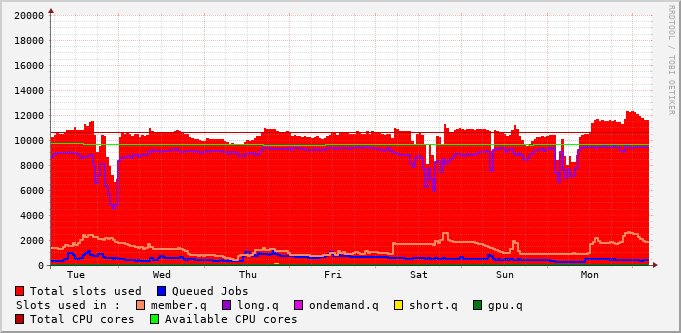 20000
18000
16000
14000
12000
10000
8000
6000
4000
2000
0
Tue Wed Thu Fri Sat Sun Mon
Total slots used Queued Jobs
Slots used in : member.q long.q ondemand.q short.q gpu.q
Total CPU cores Available CPU cores
RRDTOOL / TOBI OETIKER